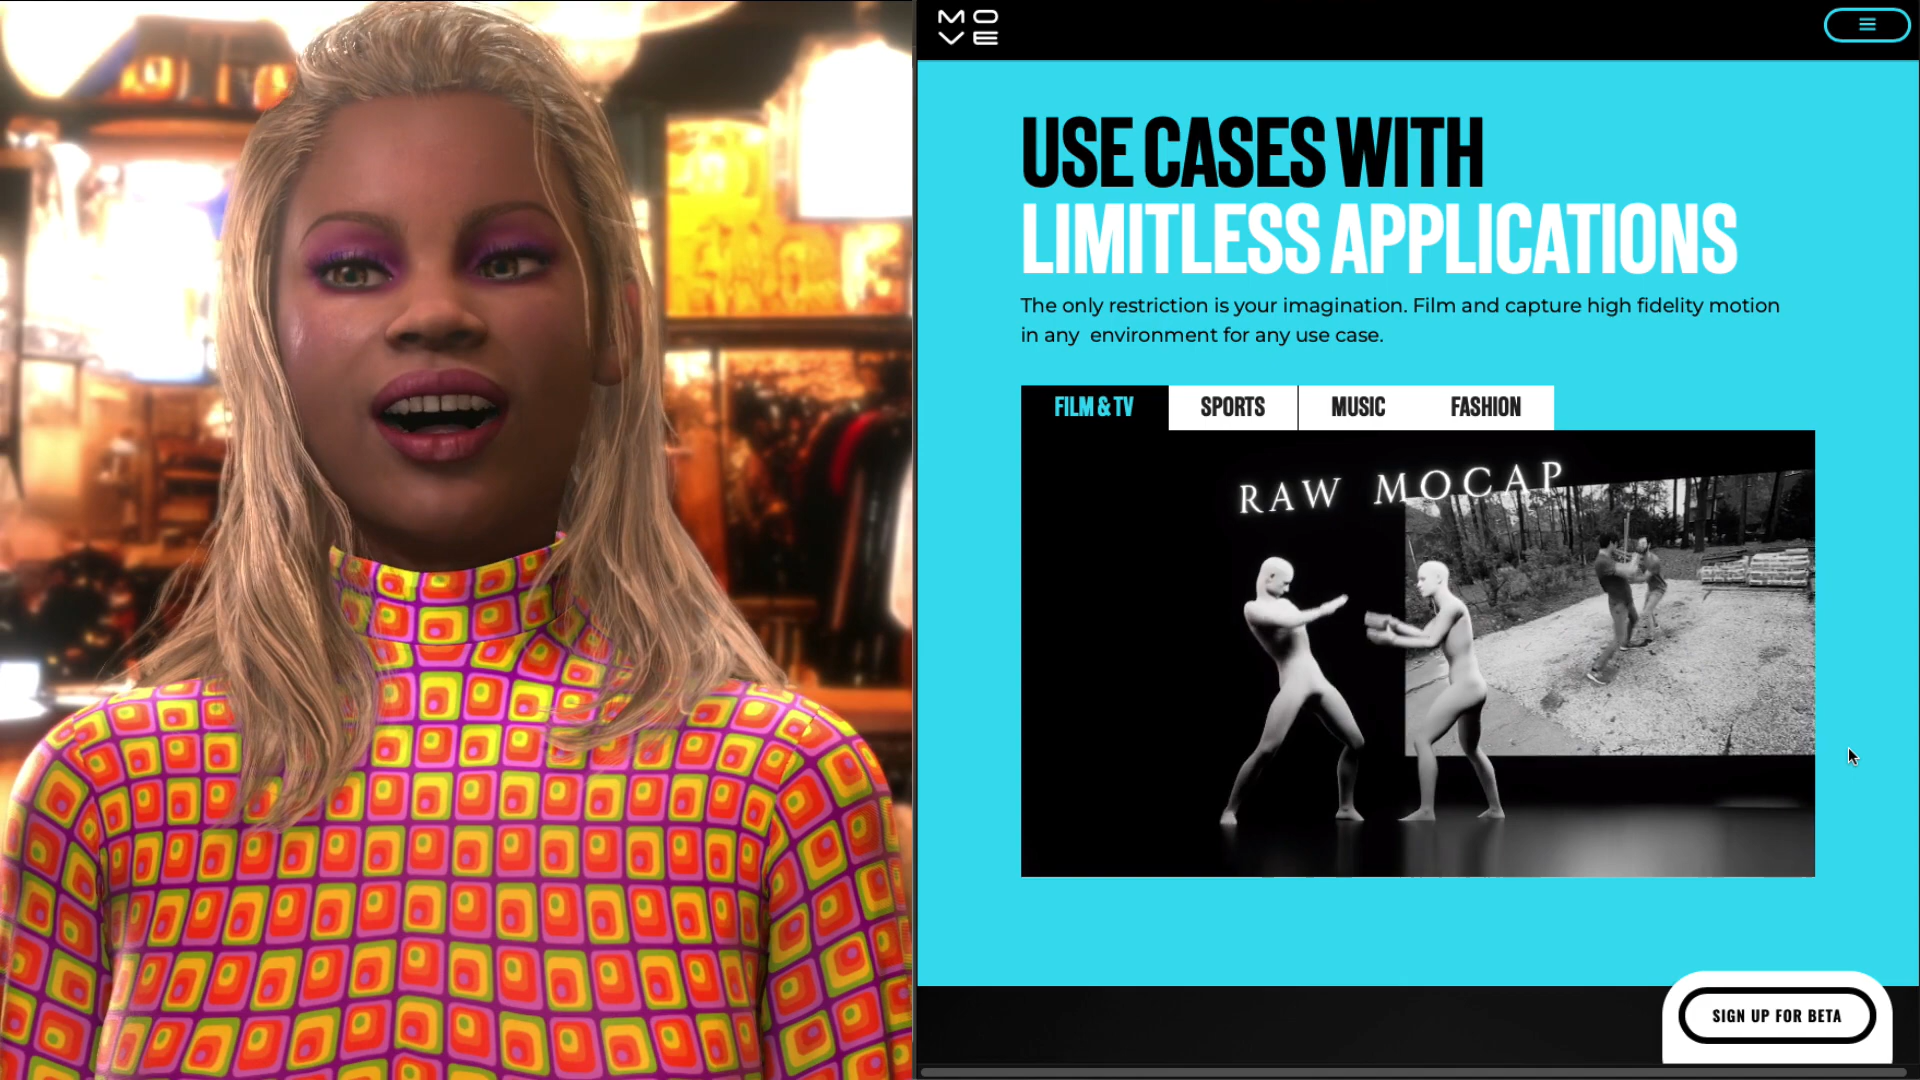 MOVE
USE CASES WITH
LIMITLESS APPLICATIONS
The only restriction is your imagination. Film and capture high fidelity motion
in any  environment for any use case.
FILM & TV
SPORTS
MUSIC
FASHION
RAW MOCAP
SIGN UP FOR BETA